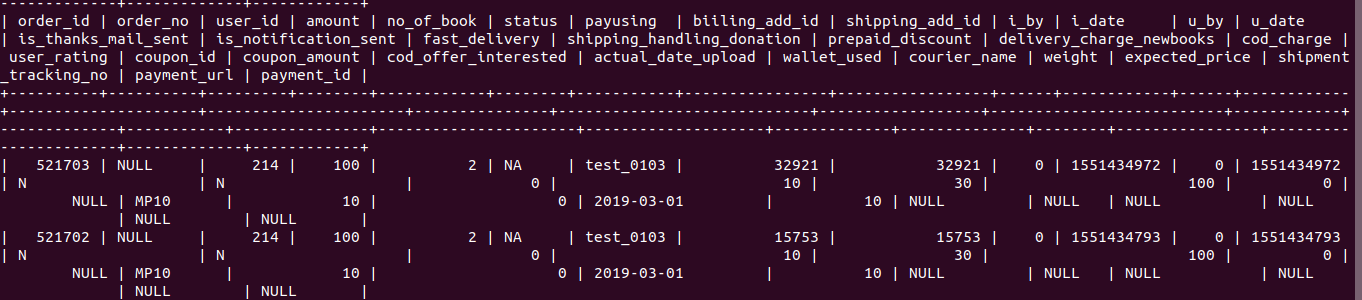 -------------+-------------+------------+
| order_id | order_no | user_id | amount | no_of_book | status | payusing  | billing_add_id | shipping_add_id | i_by | i_date     | u_by | u_date
| is_thanks_mail_sent | is_notification_sent | fast_delivery | shipping_handling_donation | prepaid_discount | delivery_charge_newbooks | cod_charge |
 user_rating | coupon_id | coupon_amount | cod_offer_interested | actual_date_upload | wallet_used | courier_name | weight | expected_price | shipment
_tracking_no | payment_url | payment_id |
+----------+----------+---------+--------+------------+--------+-----------+----------------+-----------------+------+------------+------+------------
+---------------------+----------------------+---------------+----------------------------+------------------+--------------------------+------------+
-------------+-----------+---------------+----------------------+--------------------+-------------+--------------+--------+----------------+---------
-------------+-------------+------------+
|   521703 | NULL     |     214 |    100 |          2 | NA     | test_0103 |          32921 |           32921 |    0 | 1551434972 |    0 | 1551434972
| N                   | N                    |             0 |                         10 |               30 |                      100 |          0 |
        NULL | MP10      |            10 |                    0 | 2019-03-01         |          10 | NULL         | NULL   | NULL           | NULL
             | NULL        | NULL       |
|   521702 | NULL     |     214 |    100 |          2 | NA     | test_0103 |          15753 |           15753 |    0 | 1551434793 |    0 | 1551434793
| N                   | N                    |             0 |                         10 |               30 |                      100 |          0 |
        NULL | MP10      |            10 |                    0 | 2019-03-01         |          10 | NULL         | NULL   | NULL           | NULL
             | NULL        | NULL       |